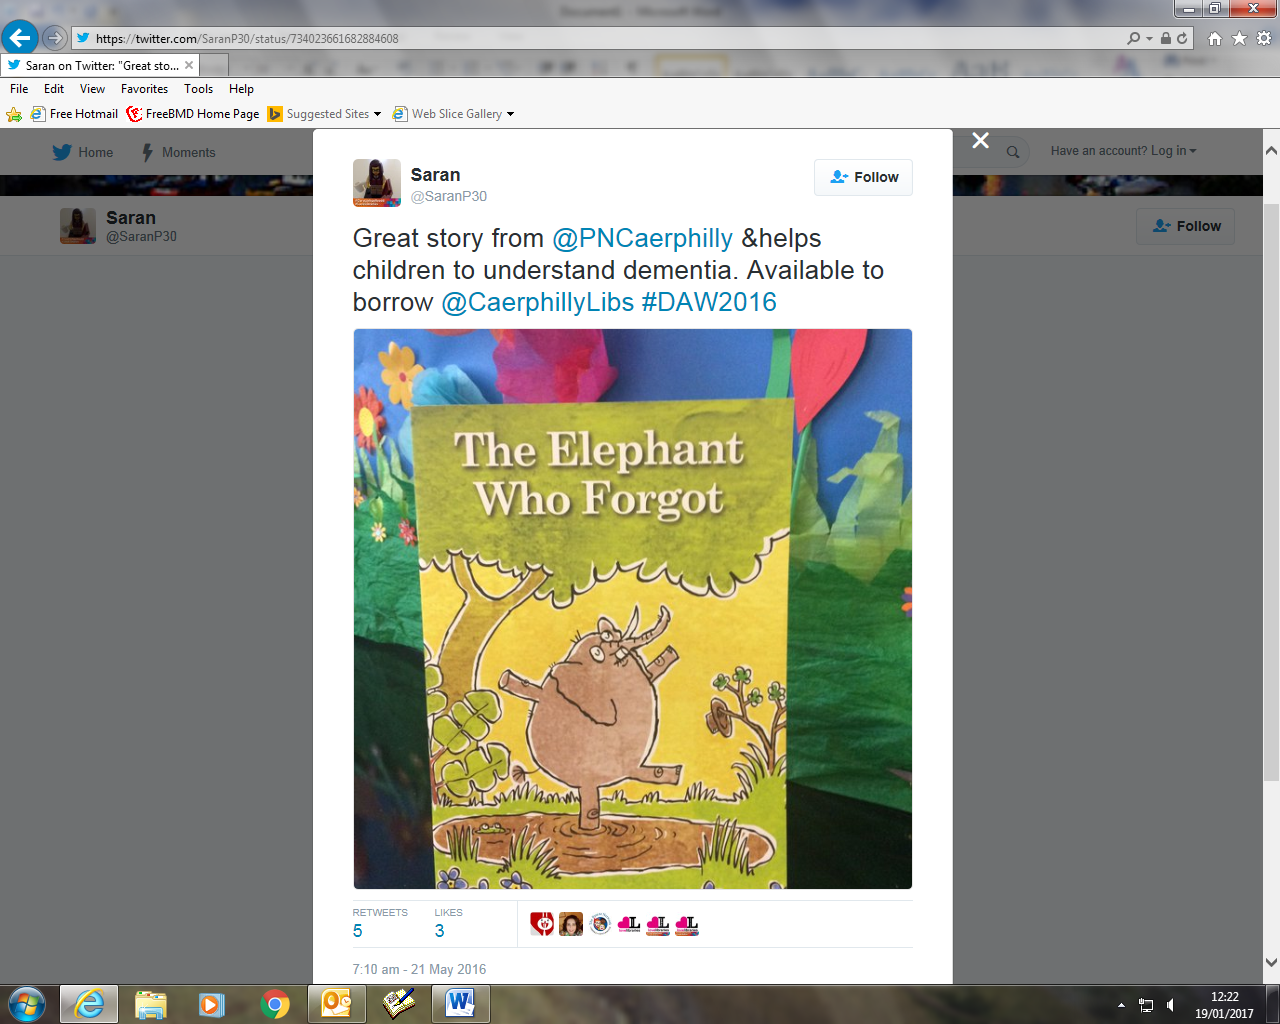 https://twitter.com/SaranP30/status/734023661682884608
Saran on Twitter: "Great sto...
File Edit View Favorites Tools Help
Free Hotmail FreeBMD Home Page Suggested Sites Web Slice Gallery
Home Moments
Have an account? Log in
Saran
@SaranP30
Follow
Saran
@SaranP30
Follow
Great story from @PNCaerphilly &helps
children to understand dementia. Available to
borrow @CaerphillyLibs #DAW2016
The Elephant
Who Forgot
RETWEETS LIKES
5 3
7:10 am - 21 May 2016
12:22
19/01/2017